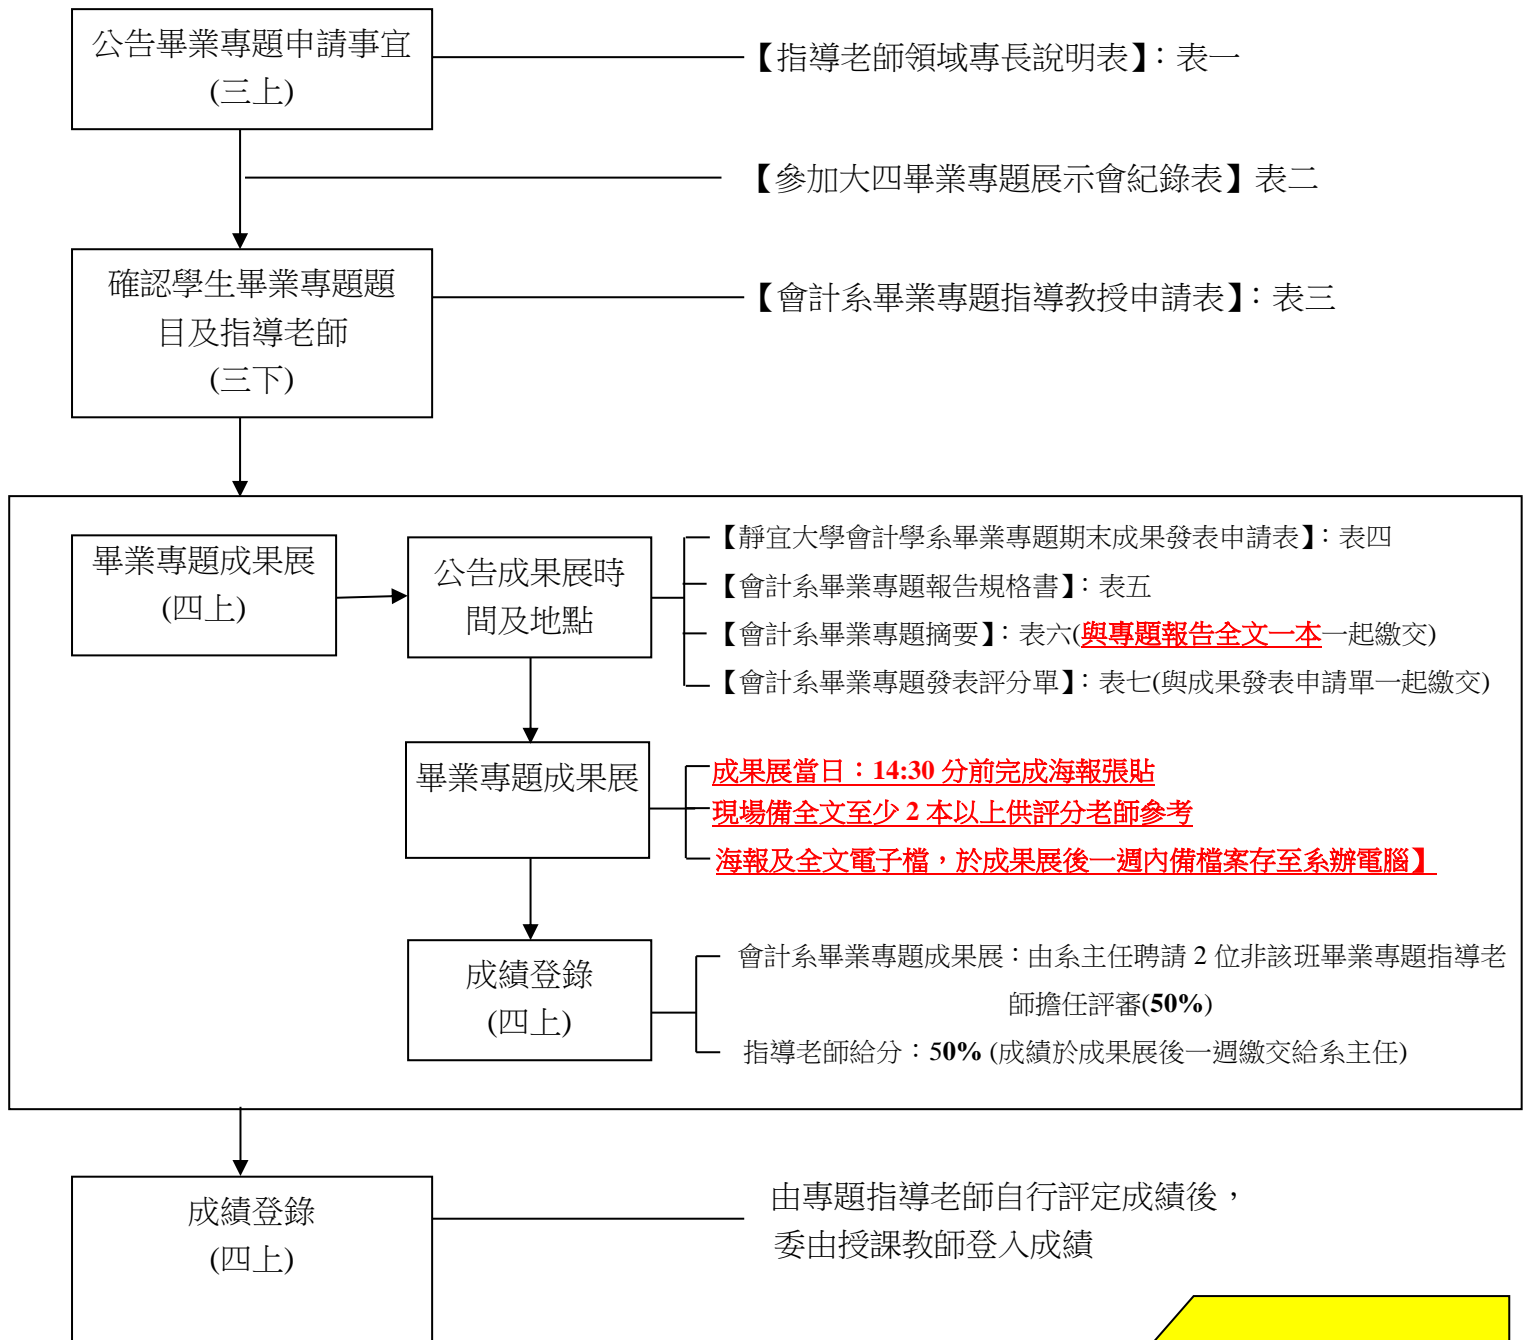 公告畢業專題申請事宜
(三上)
【指導老師領域專長說明表】：表一
【參加大四畢業專題展示會紀錄表】表二
確認學生畢業專題題
目及指導老師
(三下)
【會計系畢業專題指導教授申請表】：表三
畢業專題成果展
(四上)
公告成果展時
間及地點
【靜宜大學會計學系畢業專題期末成果發表申請表】：表四
【會計系畢業專題報告規格書】：表五
【會計系畢業專題摘要】：表六(與專題報告全文一本一起繳交)
【會計系畢業專題發表評分單】：表七(與成果發表申請單一起繳交)
畢業專題成果展
成果展當日：14:30 分前完成海報張貼
現場備全文至少 2 本以上供評分老師參考
海報及全文電子檔，於成果展後一週內備檔案存至系辦電腦】
成績登錄
(四上)
會計系畢業專題成果展：由系主任聘請 2 位非該班畢業專題指導老
師擔任評審(50%)
指導老師給分：50% (成績於成果展後一週繳交給系主任)
成績登錄
(四上)
由專題指導老師自行評定成績後，
委由授課教師登入成績